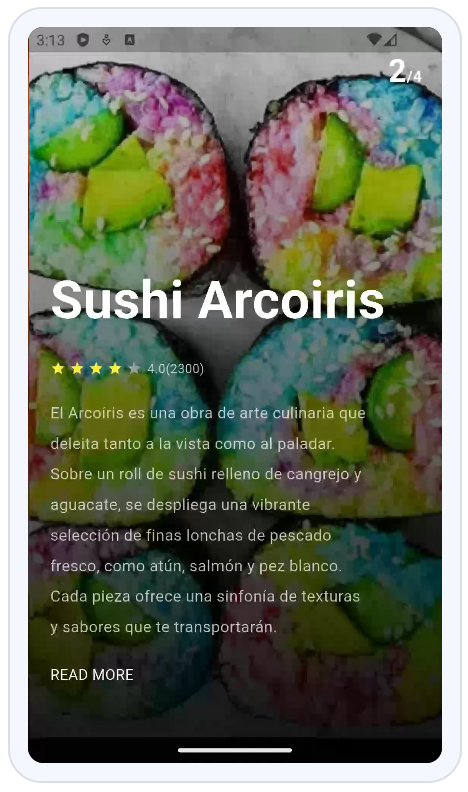 3:13
2/4
Sushi Arcoiris
4.0(2300)
El Arcoíris es una obra de arte culinaria que
deleita tanto a la vista como al paladar.
Sobre un roll de sushi relleno de cangrejo y
aguacate, se despliega una vibrante
selección de finas lonchas de pescado
fresco, como atún, salmón y pez blanco.
Cada pieza ofrece una sinfonía de texturas
y sabores que te transportarán.
READ MORE